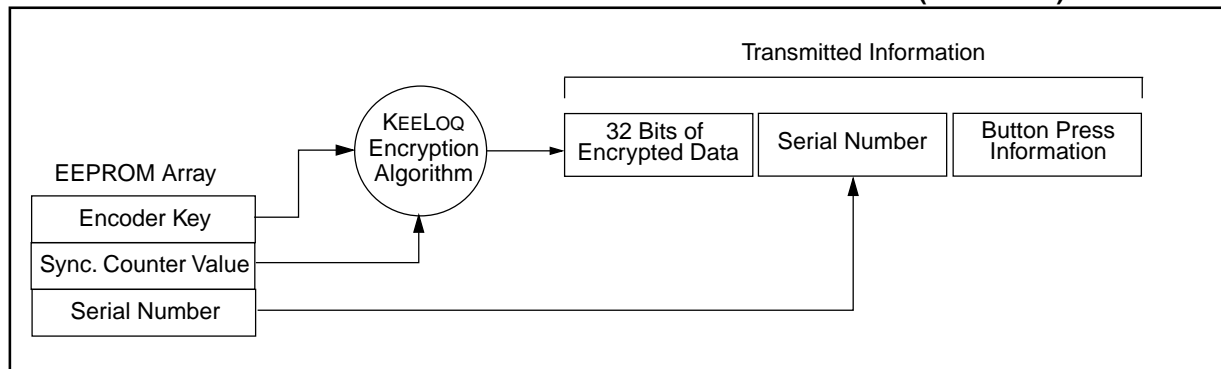 Transmitted Information
KEELOQ
Encryption
Algorithm
32 Bits of
Encrypted Data
Serial Number
Button Press
Information
EEPROM Array
Encoder Key
Sync. Counter Value
Serial Number